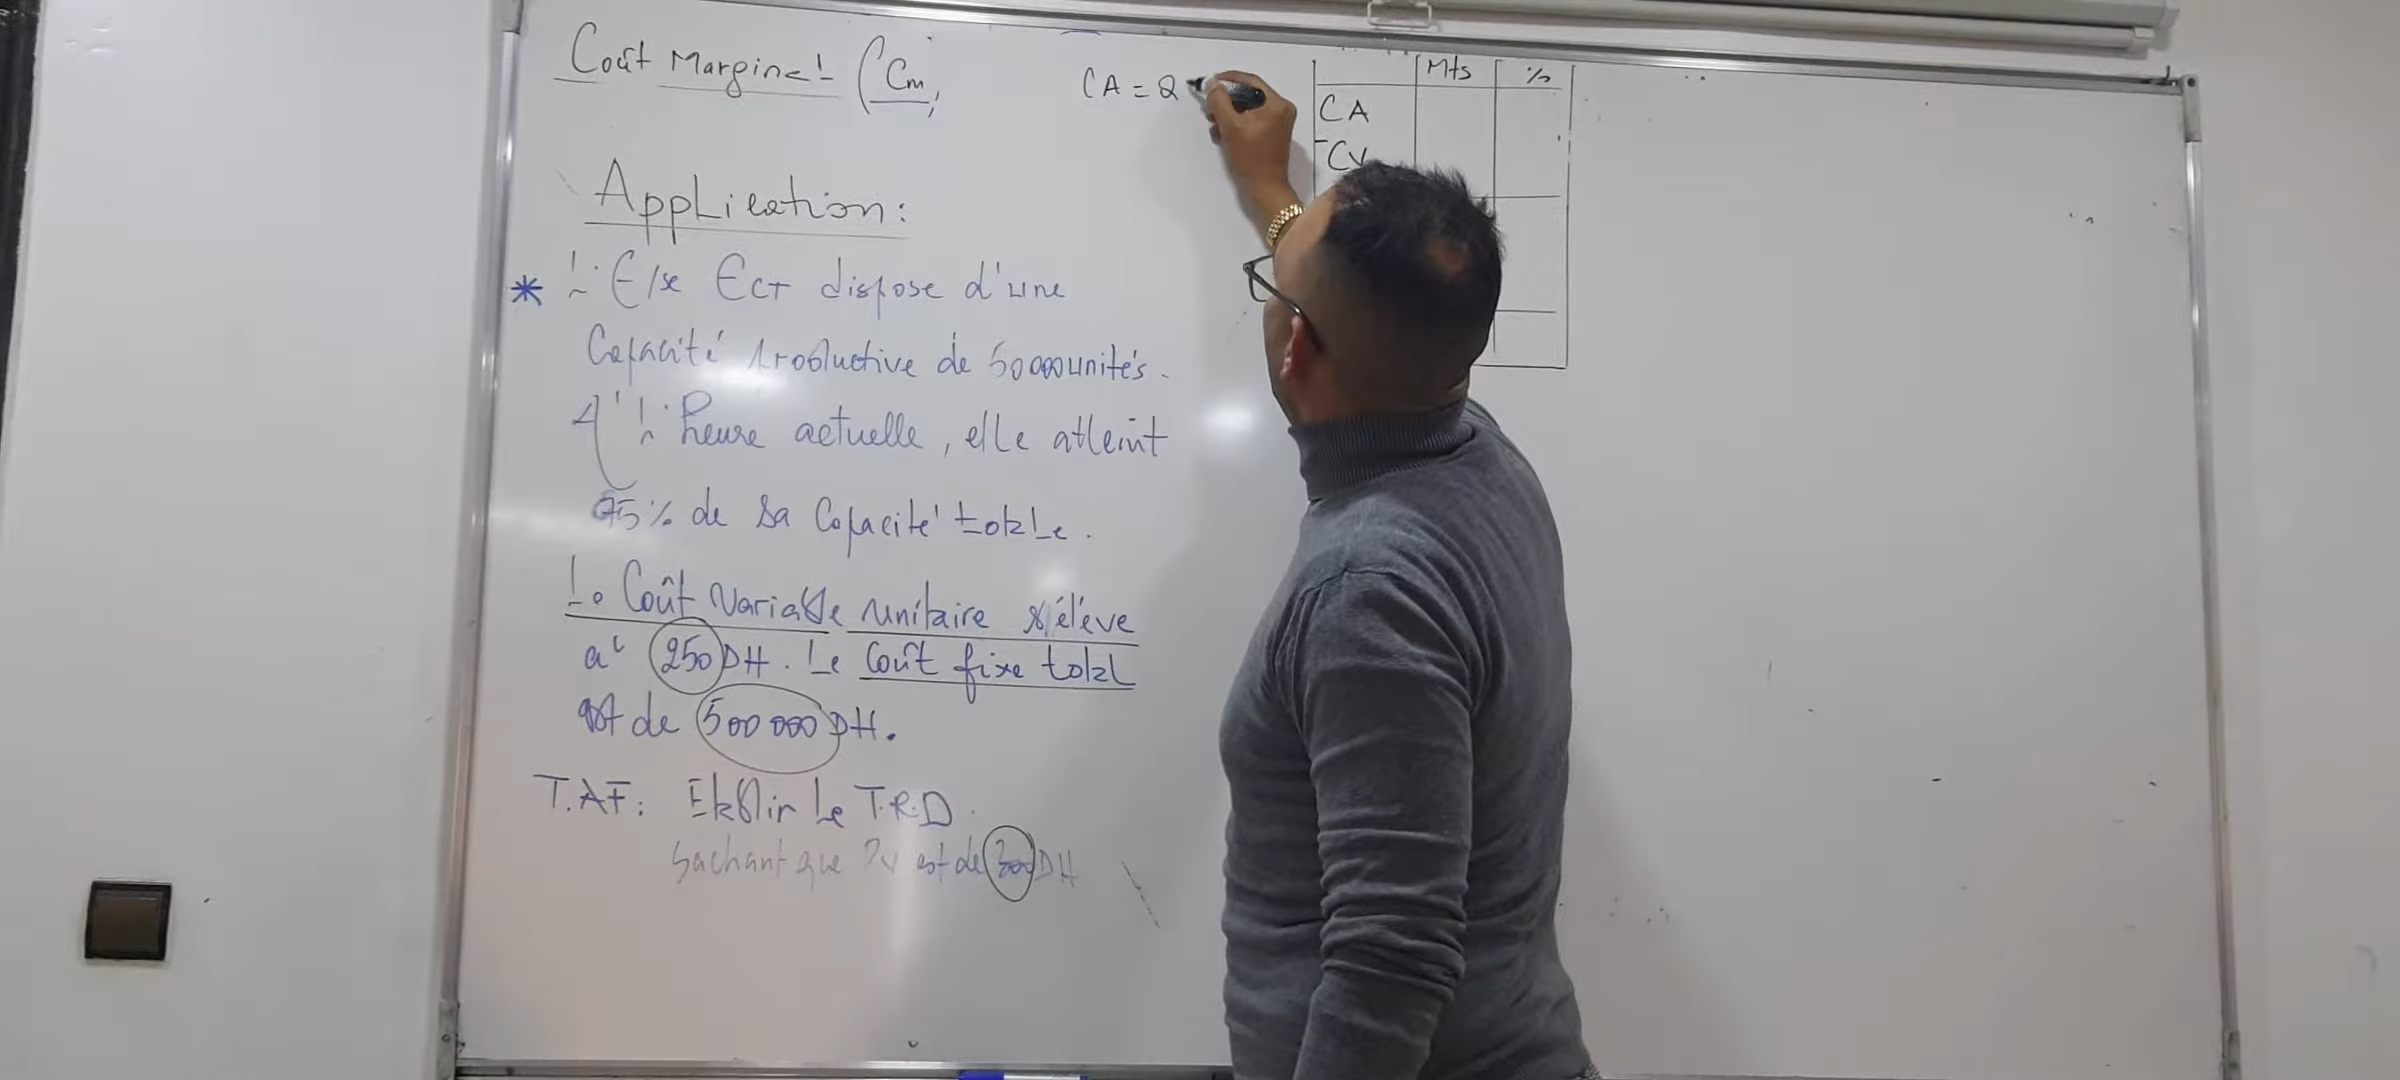 Coût Marginal (Cm)
Application:
* L'E/se ECT dispose d'une
Capacité productive de 50000 unités.
A l'heure actuelle, elle atteint
95% de sa Capacité totale.
Le Coût Variable unitaire s'élève
à 250 DH. Le Coût fixe total
est de 500 000 DH.
T.AF: Etablir le T.R.D.
Sachant que Pv est de 300 DH
CA = Q
Mts %
CA
-CV